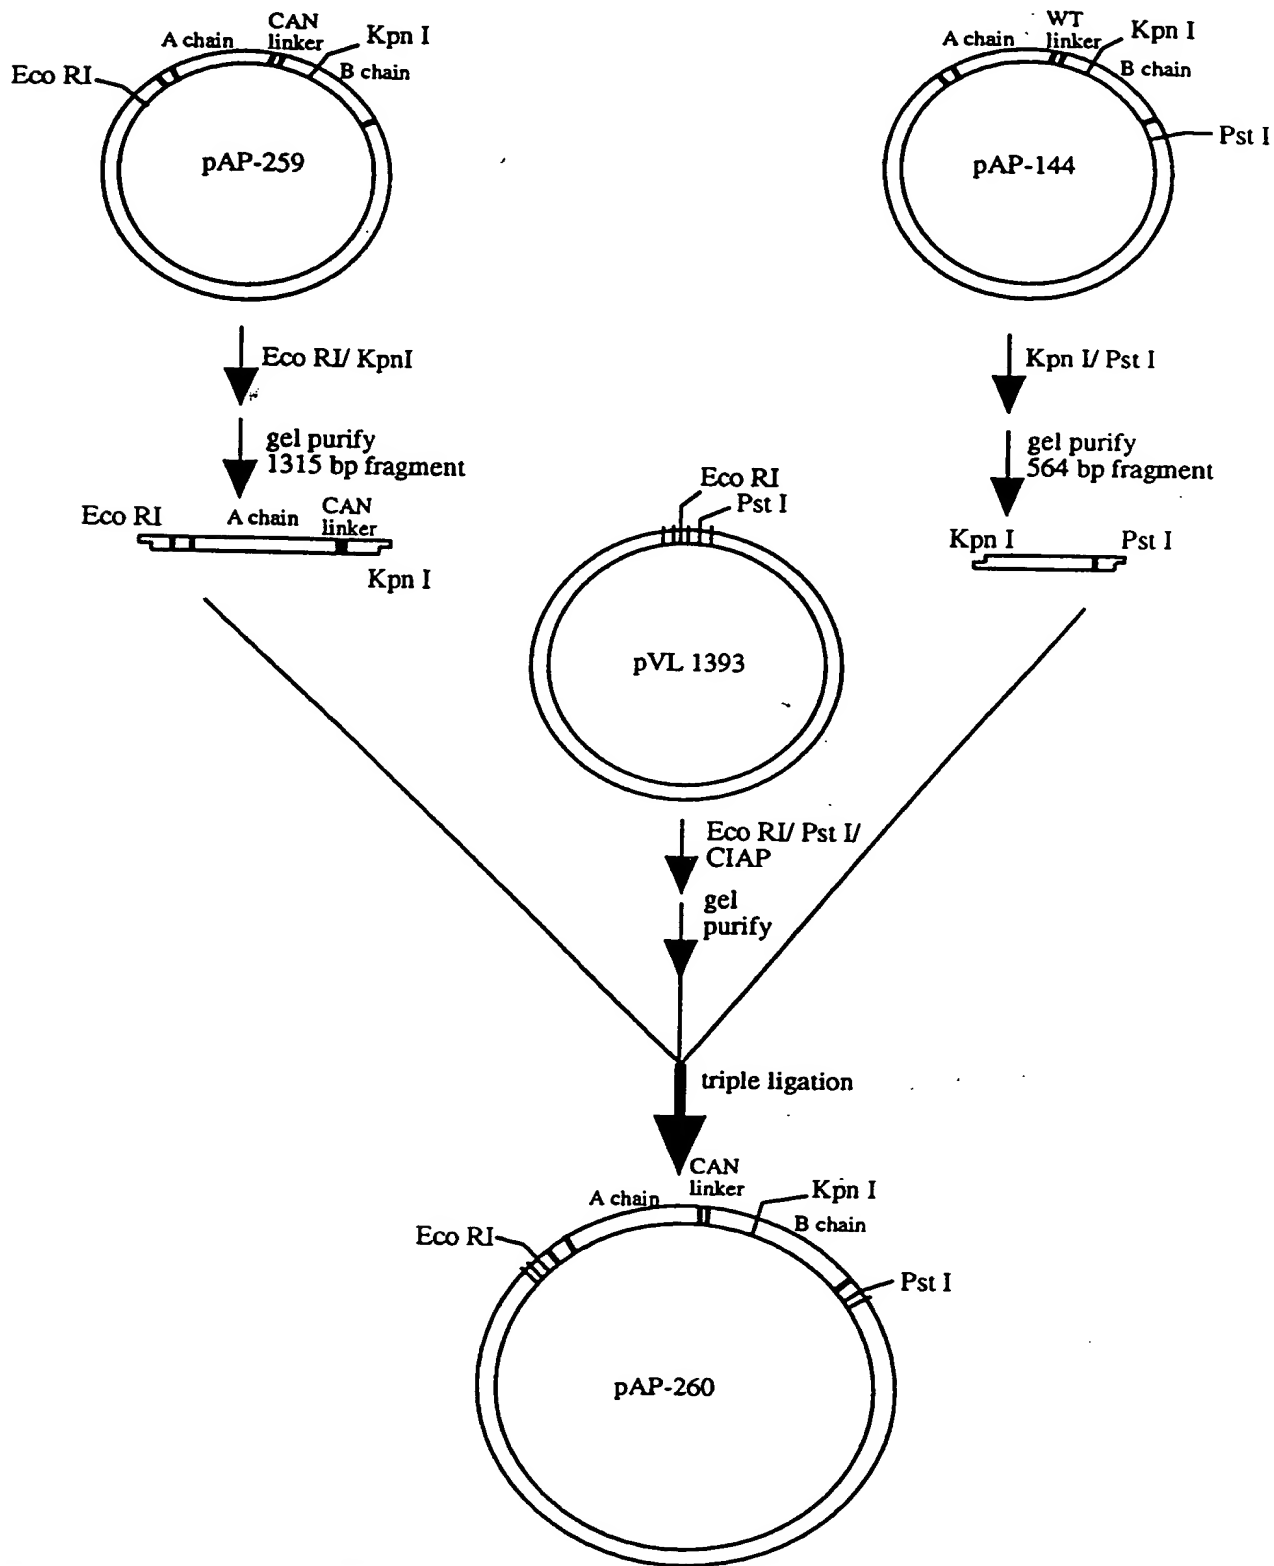 A chain
CAN
linker
Kpn I
Eco RI
B chain
pAP-259
A chain
WT
linker
Kpn I
B chain
Pst I
pAP-144
Eco RI/ KpnI
gel purify
1315 bp fragment
Kpn I/ Pst I
gel purify
564 bp fragment
Eco RI
A chain
CAN
linker
Kpn I
Eco RI
Pst I
Kpn I
Pst I
pVL 1393
Eco RI/ Pst I/
CIAP
gel
purify
triple ligation
A chain
CAN
linker
Kpn I
Eco RI
B chain
Pst I
pAP-260